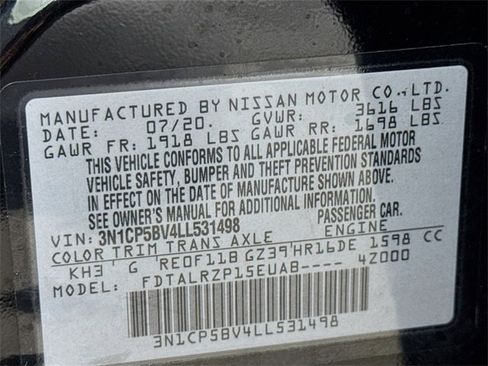 MANUFACTURED BY NISSAN MOTOR CO., LTD.
DATE: 07/20. GVWR: 3616 LBS
GAWR FR: 1918 LBS GAWR RR: 1698 LBS
THIS VEHICLE CONFORMS TO ALL APPLICABLE FEDERAL MOTOR
VEHICLE SAFETY, BUMPER AND THEFT PREVENTION STANDARDS
IN EFFECT ON THE DATE OF MANUFACTURE SHOWN ABOVE.
SEE OWNER'S MANUAL FOR ADDITIONAL INFORMATION.
VIN: 3N1CP5BV4LL531498 PASSENGER CAR.
COLOR TRIM TRANS AXLE ENGINE
KH3 G RE0F11B GZ39 HR16DE 1598 CC
MODEL: FDTALRZP15EUAB---- 4Z000
3N1CP5BV4LL531498